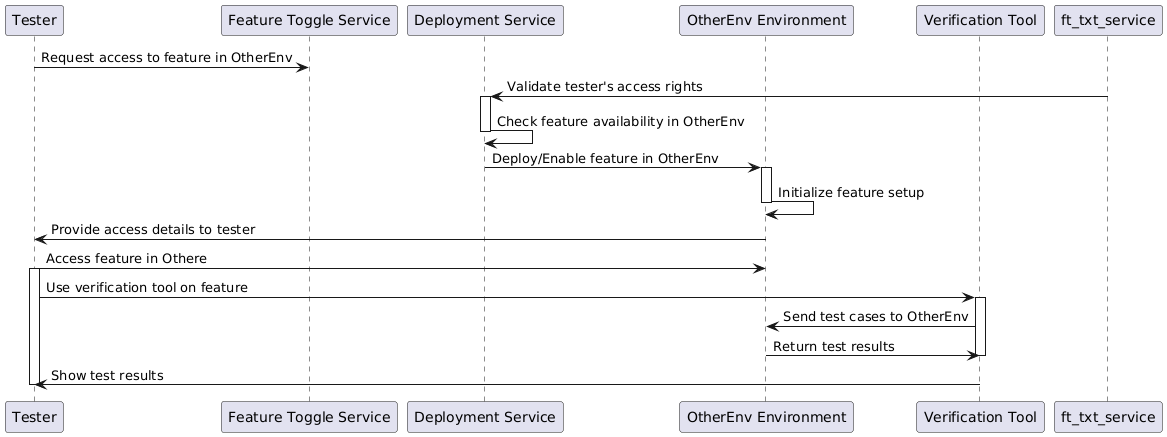 Tester
Feature Toggle Service
Deployment Service
OtherEnv Environment
Verification Tool
ft_txt_service
Request access to feature in OtherEnv
Validate tester's access rights
Check feature availability in OtherEnv
Deploy/Enable feature in OtherEnv
Initialize feature setup
Provide access details to tester
Access feature in Othere
Use verification tool on feature
Send test cases to OtherEnv
Return test results
Show test results
Tester
Feature Toggle Service
Deployment Service
OtherEnv Environment
Verification Tool
ft_txt_service